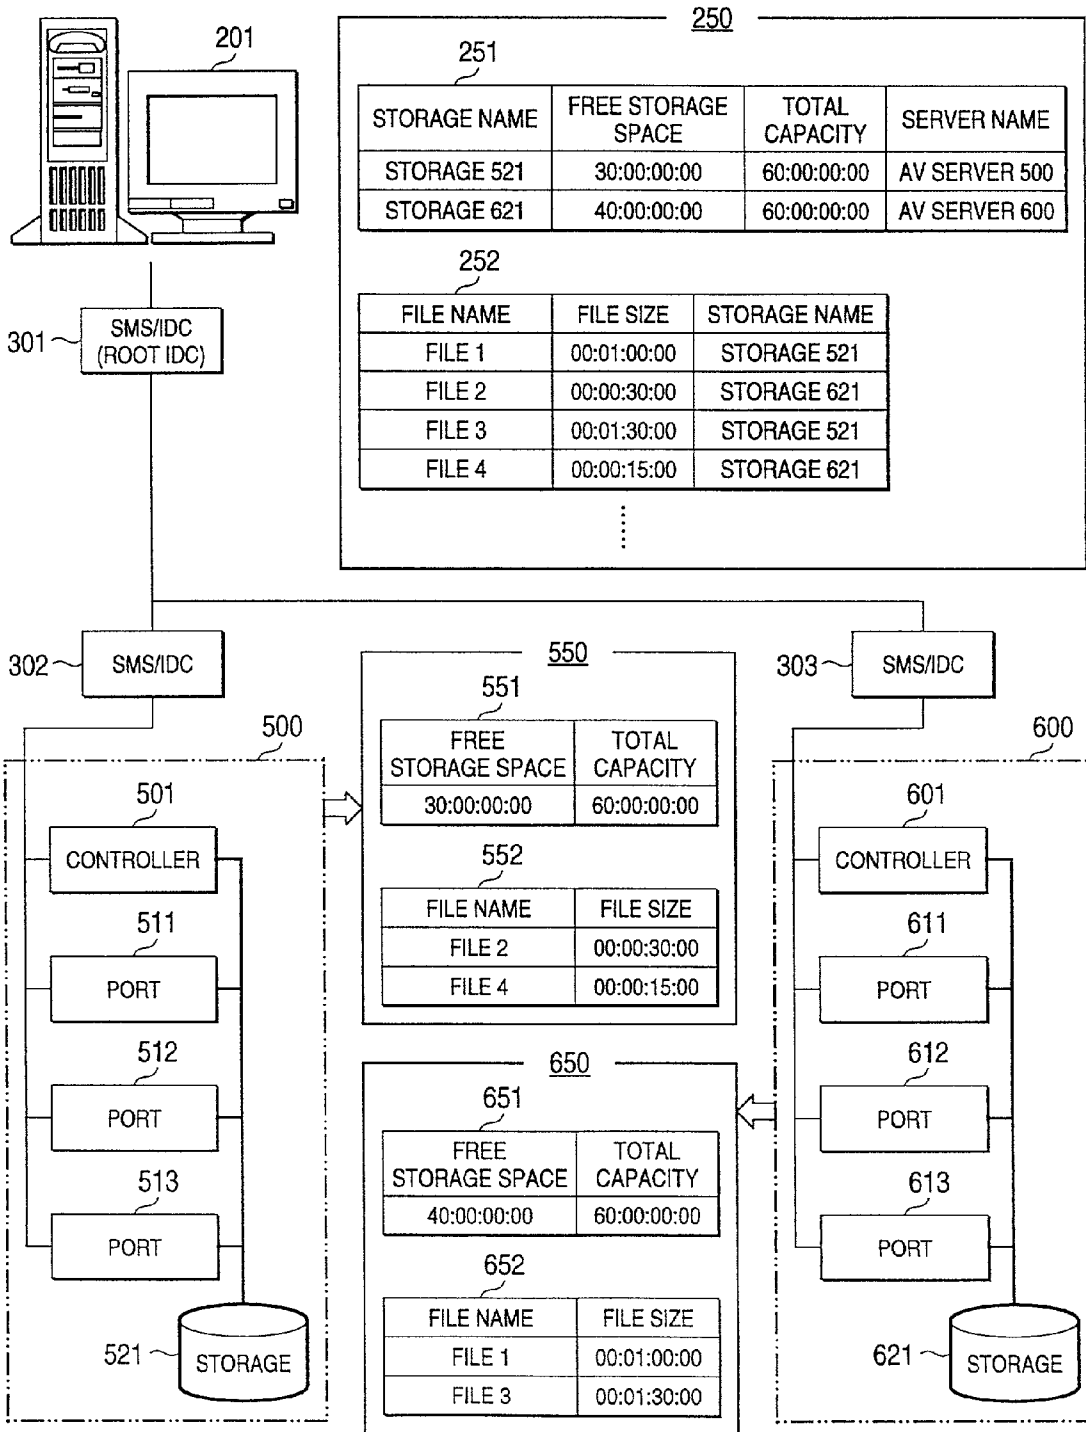 250
201
251
STORAGE NAME FREE STORAGE SPACE TOTAL CAPACITY SERVER NAME
STORAGE 521 30:00:00:00 60:00:00:00 AV SERVER 500
STORAGE 621 40:00:00:00 60:00:00:00 AV SERVER 600
252
FILE NAME FILE SIZE STORAGE NAME
FILE 1 00:01:00:00 STORAGE 521
FILE 2 00:00:30:00 STORAGE 621
FILE 3 00:01:30:00 STORAGE 521
FILE 4 00:00:15:00 STORAGE 621
301
SMS/IDC
(ROOT IDC)
302
SMS/IDC
303
SMS/IDC
500
501
CONTROLLER
511
PORT
512
PORT
513
PORT
521
STORAGE
550
551
FREE STORAGE SPACE TOTAL CAPACITY
30:00:00:00 60:00:00:00
552
FILE NAME FILE SIZE
FILE 2 00:00:30:00
FILE 4 00:00:15:00
650
651
FREE STORAGE SPACE TOTAL CAPACITY
40:00:00:00 60:00:00:00
652
FILE NAME FILE SIZE
FILE 1 00:01:00:00
FILE 3 00:01:30:00
600
601
CONTROLLER
611
PORT
612
PORT
613
PORT
621
STORAGE